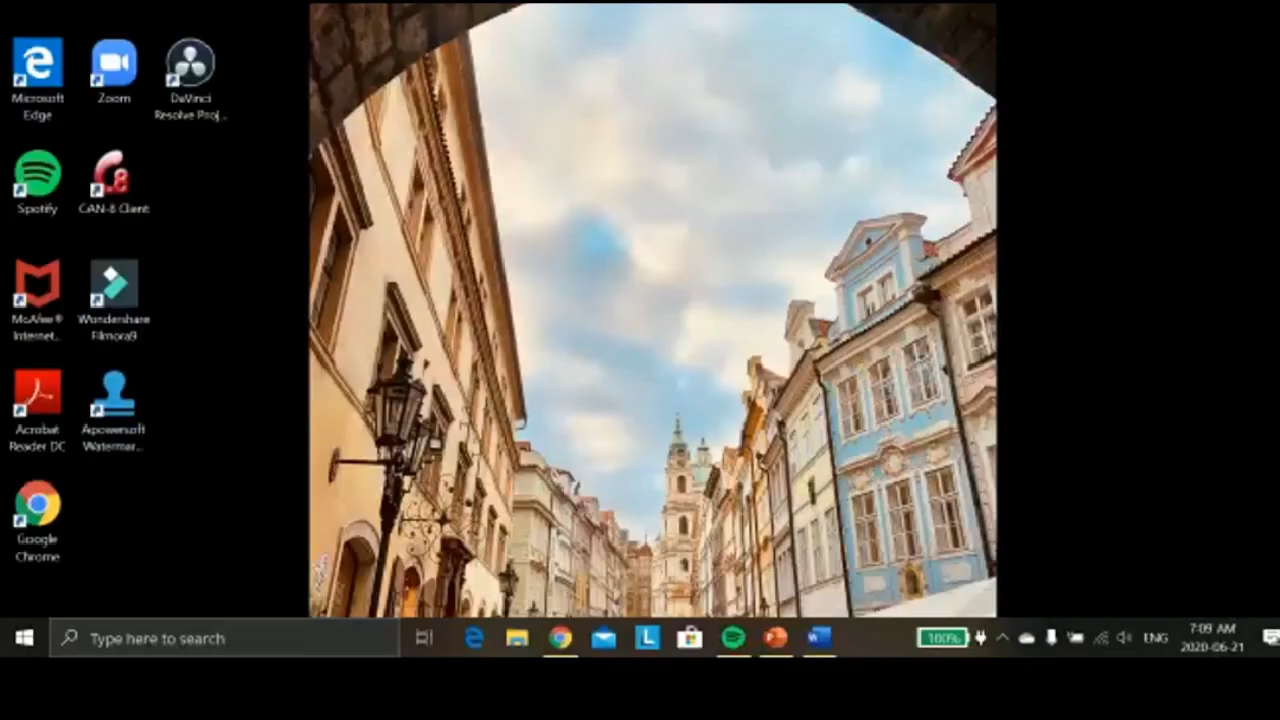 Microsoft
Edge
Zoom
DaVinci
Resolve Proj...
Spotify
CAN-8 Client
McAfee®
Internet...
Wondershare
Filmora9
Acrobat
Reader DC
Apowersoft
Watermar...
Google
Chrome
Type here to search
100%
ENG
7:09 AM
2020-06-21